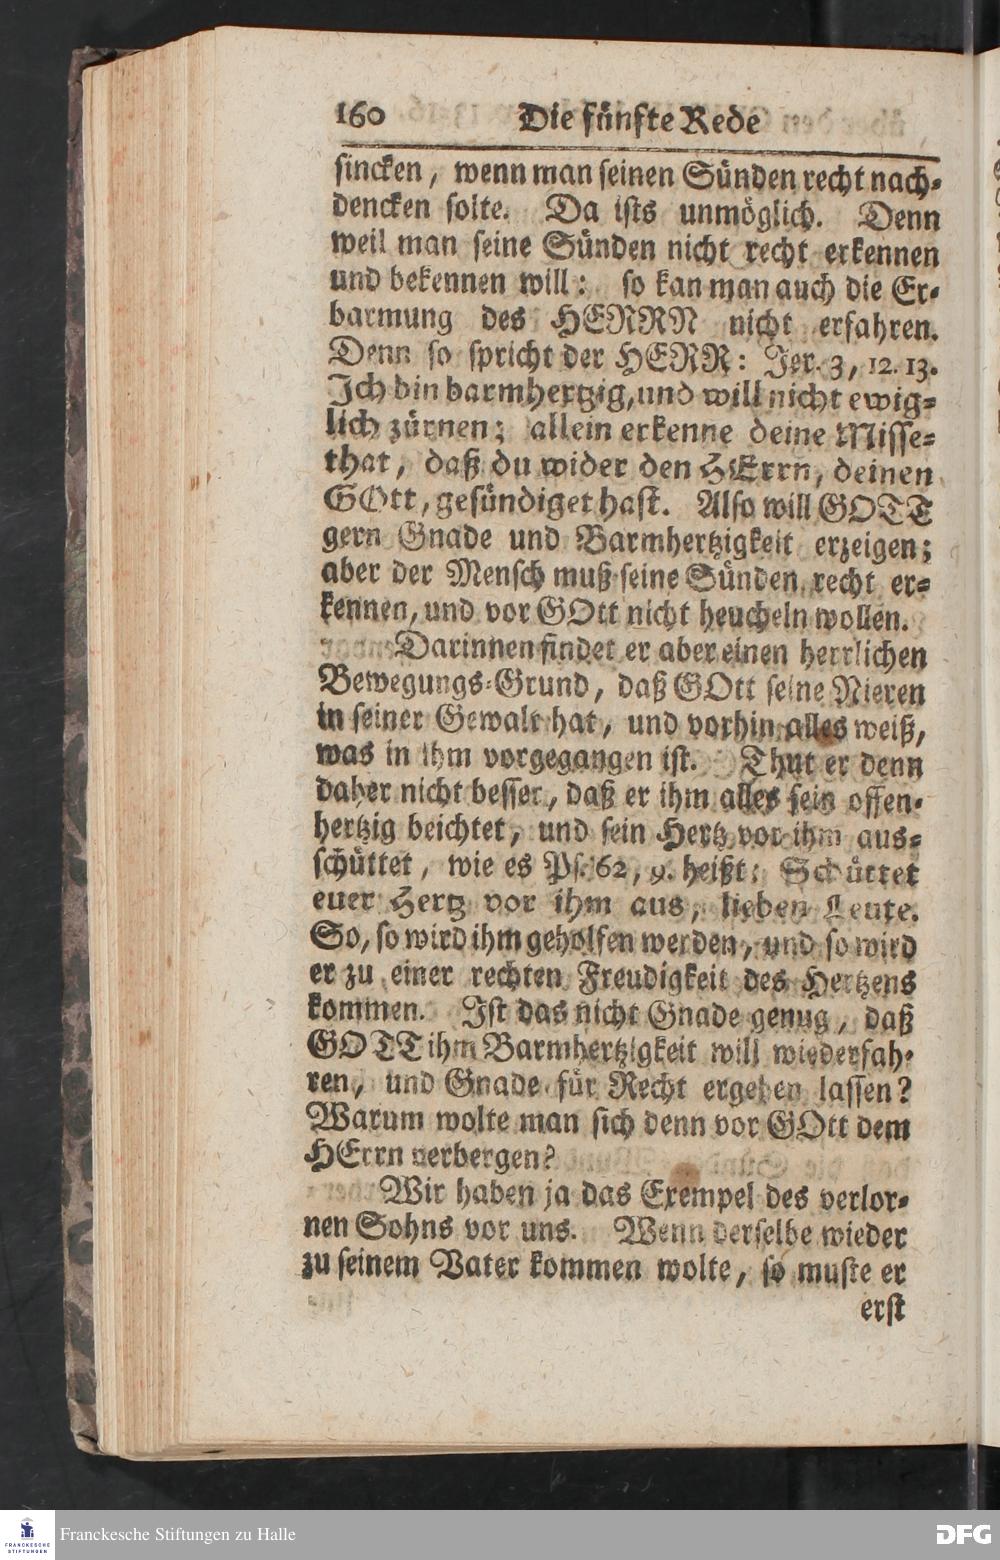 160 Die fünfte Rede
sincken, wenn man seinen Sünden recht nach-
dencken solte. Da ists unmöglich. Denn
weil man seine Sünden nicht recht erkennen
und bekennen will: so kan man auch die Er-
barmung des HERRN nicht erfahren.
Denn so spricht der HERR: Jer. 3, 12. 13.
Ich bin barmhertzig, und will nicht ewig-
lich zürnen; allein erkenne deine Misse-
that, daß du wider den HErrn, deinen
GOtt, gesündiget hast. Also will GOTT
gern Gnade und Barmhertzigkeit erzeigen;
aber der Mensch muß seine Sünden recht er-
kennen, und vor GOtt nicht heucheln wollen.
Darinnen findet er aber einen herrlichen
Bewegungs-Grund, daß GOtt seine Nieren
in seiner Gewalt hat, und vorhin alles weiß,
was in ihm vorgegangen ist. Thut er denn
daher nicht besser, daß er ihm alles fein offen-
hertzig beichtet, und sein Hertz vor ihm aus-
schüttet, wie es Ps. 62, 9. heißt: Schüttet
euer Hertz vor ihm aus, lieben Leute.
So, so wird ihm geholfen werden, und so wird
er zu einer rechten Freudigkeit des Hertzens
kommen. Ist das nicht Gnade genug, daß
GOTT ihm Barmhertzigkeit will wiederfah-
ren, und Gnade für Recht ergehen lassen?
Warum wolte man sich denn vor GOtt dem
HErrn verbergen?
Wir haben ja das Exempel des verlor-
nen Sohns vor uns. Wenn derselbe wieder
zu seinem Vater kommen wolte, so muste er
erst
FRANCKESCHE
STIFTUNGEN
Franckesche Stiftungen zu Halle
DFG